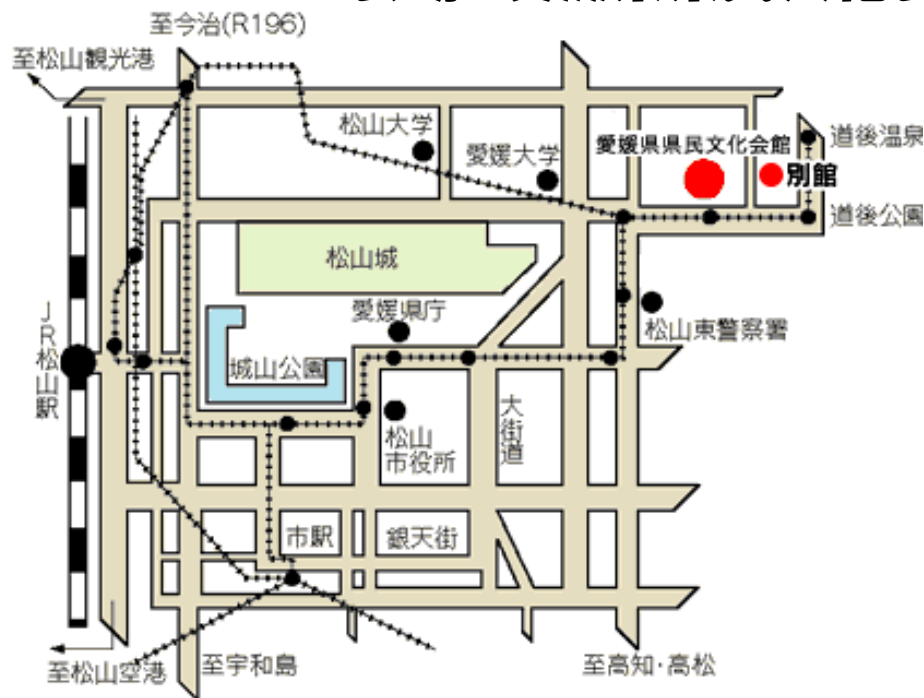 至今治(R196)
至松山観光港
松山大学
愛媛大学
愛媛県県民文化会館
別館
道後温泉
道後公園
松山城
愛媛県庁
松山東警察署
JR松山駅
城山公園
松山
市役所
大街道
市駅
銀天街
至松山空港
至宇和島
至高知・高松